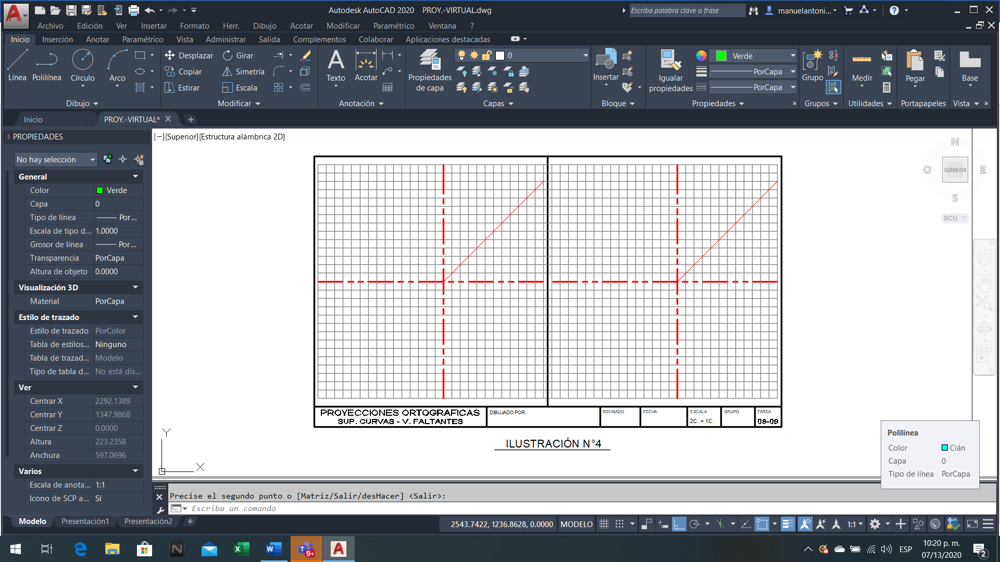 Autodesk AutoCAD 2020 PROY.-VIRTUAL.dwg
Escriba palabra clave o frase
manuelantoni...
Archivo Edición Ver Insertar Formato Herr. Dibujo Acotar Modificar Paramétrico Ventana ?
Inicio Inserción Anotar Paramétrico Vista Administrar Salida Complementos Colaborar Aplicaciones destacadas
Línea Polilínea Círculo Arco
Desplazar Girar
Copiar Simetría
Estirar Escala
Texto Acotar
Propiedades de capa
0
Insertar
Igualar propiedades
Verde
PorCapa
PorCapa
Grupo
Medir
Pegar
Base
Dibujo Modificar Anotación Capas Bloque Propiedades Grupos Utilidades Portapapeles Vista
Inicio PROY.-VIRTUAL*
PROPIEDADES
[−][Superior][Estructura alámbrica 2D]
No hay selección
General
Color Verde
Capa 0
Tipo de línea Por...
Escala de tipo d... 1.0000
Grosor de línea Por...
Transparencia PorCapa
Altura de objeto 0.0000
Visualización 3D
Material PorCapa
Estilo de trazado
Estilo de trazado PorColor
Tabla de estilos... Ninguno
Tabla de trazad... Modelo
Tipo de tabla d... No está dis...
Ver
Centrar X 2292.1389
Centrar Y 1347.9868
Centrar Z 0.0000
Altura 223.2358
Anchura 597.0696
Varios
Escala de anota... 1:1
Icono de SCP a... Sí
N
O SUPERIOR E
S
SCU
PROYECCIONES ORTOGRAFICAS
SUP. CURVAS - V. FALTANTES
DIBUJADO POR:
REVISADO
FECHA
ESCALA
2C. = 1C.
GRUPO
TAREA
08-09
ILUSTRACIÓN N°4
Y
X
Polilínea
Color Cián
Capa 0
Tipo de línea PorCapa
Precise el segundo punto o [Matriz/Salir/desHacer] <Salir>:
Escriba un comando
Modelo Presentación1 Presentación2
2543.7422, 1236.8628, 0.0000 MODELO 1:1
9+
ESP
10:20 p. m.
07/13/2020
2